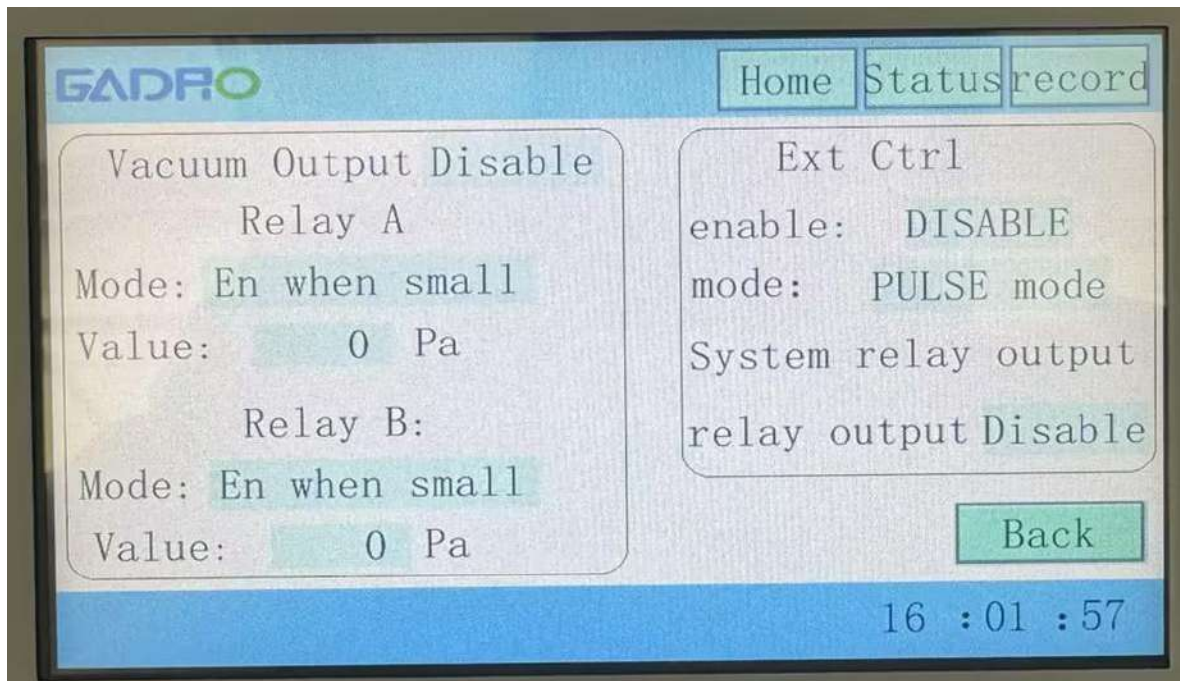 GADRO
Home Status record
Vacuum Output Disable
Relay A
Mode: En when small
Value: 0 Pa
Relay B:
Mode: En when small
Value: 0 Pa
Ext Ctrl
enable: DISABLE
mode: PULSE mode
System relay output
relay output Disable
Back
16 :01 :57